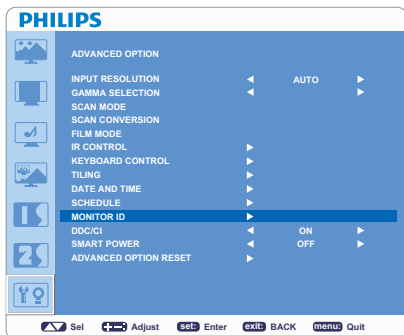 PHILIPS
ADVANCED OPTION
INPUT RESOLUTION AUTO
GAMMA SELECTION
SCAN MODE
SCAN CONVERSION
FILM MODE
IR CONTROL
KEYBOARD CONTROL
TILING
DATE AND TIME
SCHEDULE
MONITOR ID
DDC/CI ON
SMART POWER OFF
ADVANCED OPTION RESET
Sel Adjust set: Enter exit: BACK menu: Quit